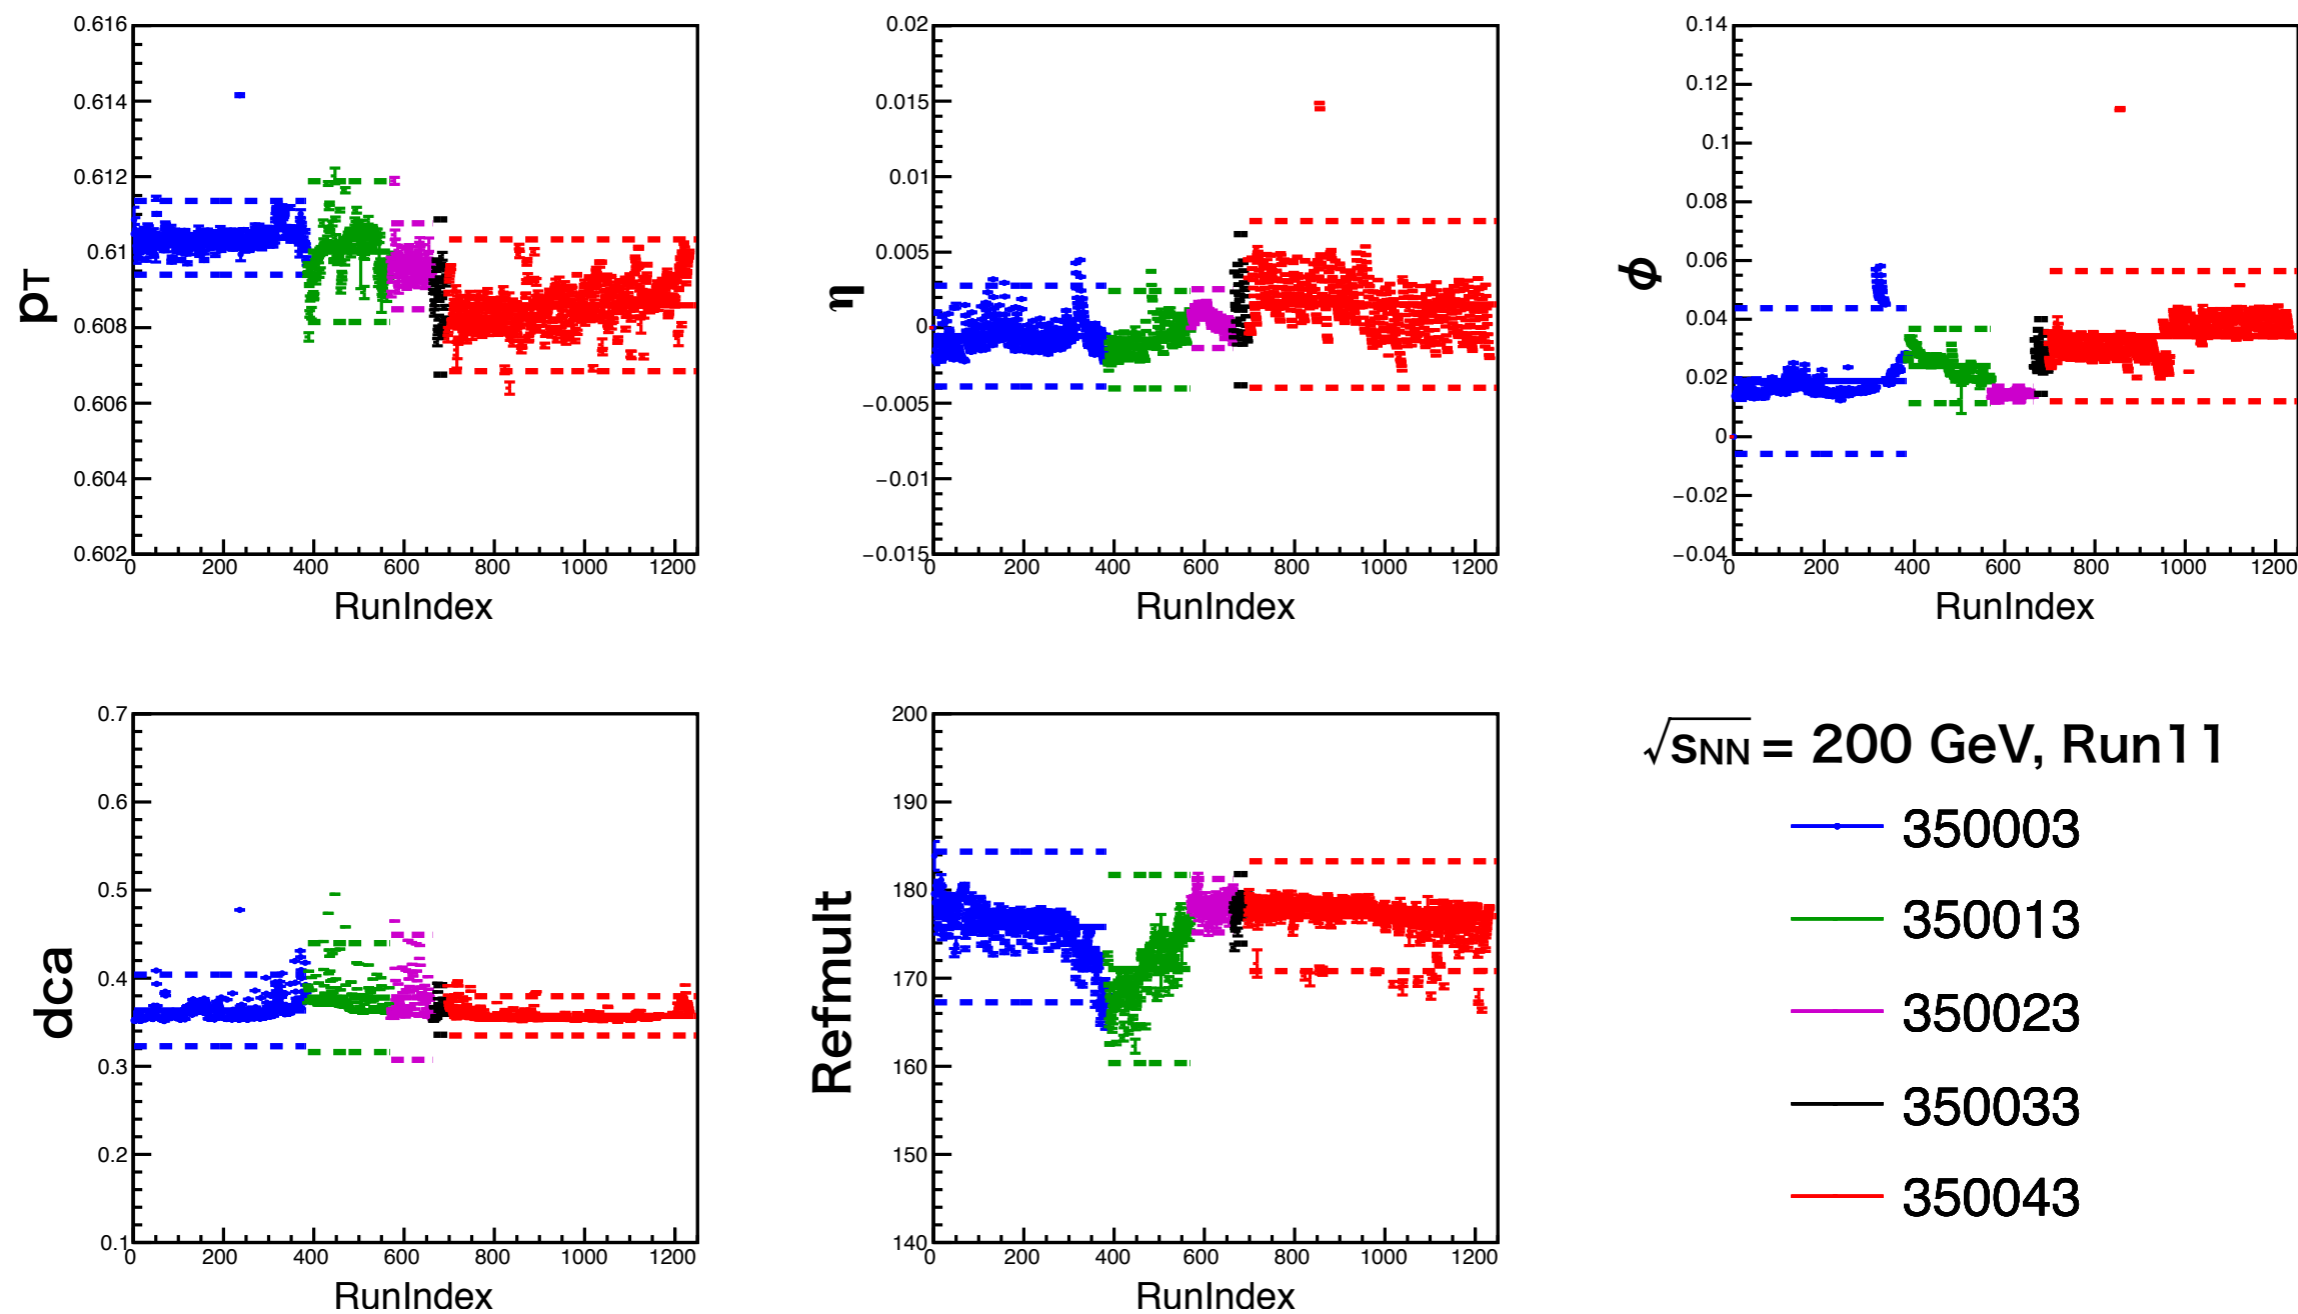 pT
0.616
0.614
0.612
0.61
0.608
0.606
0.604
0.602
0 200 400 600 800 1000 1200
RunIndex
η
0.02
0.015
0.01
0.005
0
−0.005
−0.01
−0.015
0 200 400 600 800 1000 1200
RunIndex
ϕ
0.14
0.12
0.1
0.08
0.06
0.04
0.02
0
−0.02
−0.04
0 200 400 600 800 1000 1200
RunIndex
dca
0.7
0.6
0.5
0.4
0.3
0.2
0.1
0 200 400 600 800 1000 1200
RunIndex
Refmult
200
190
180
170
160
150
140
0 200 400 600 800 1000 1200
RunIndex
√sNN = 200 GeV, Run11
350003
350013
350023
350033
350043